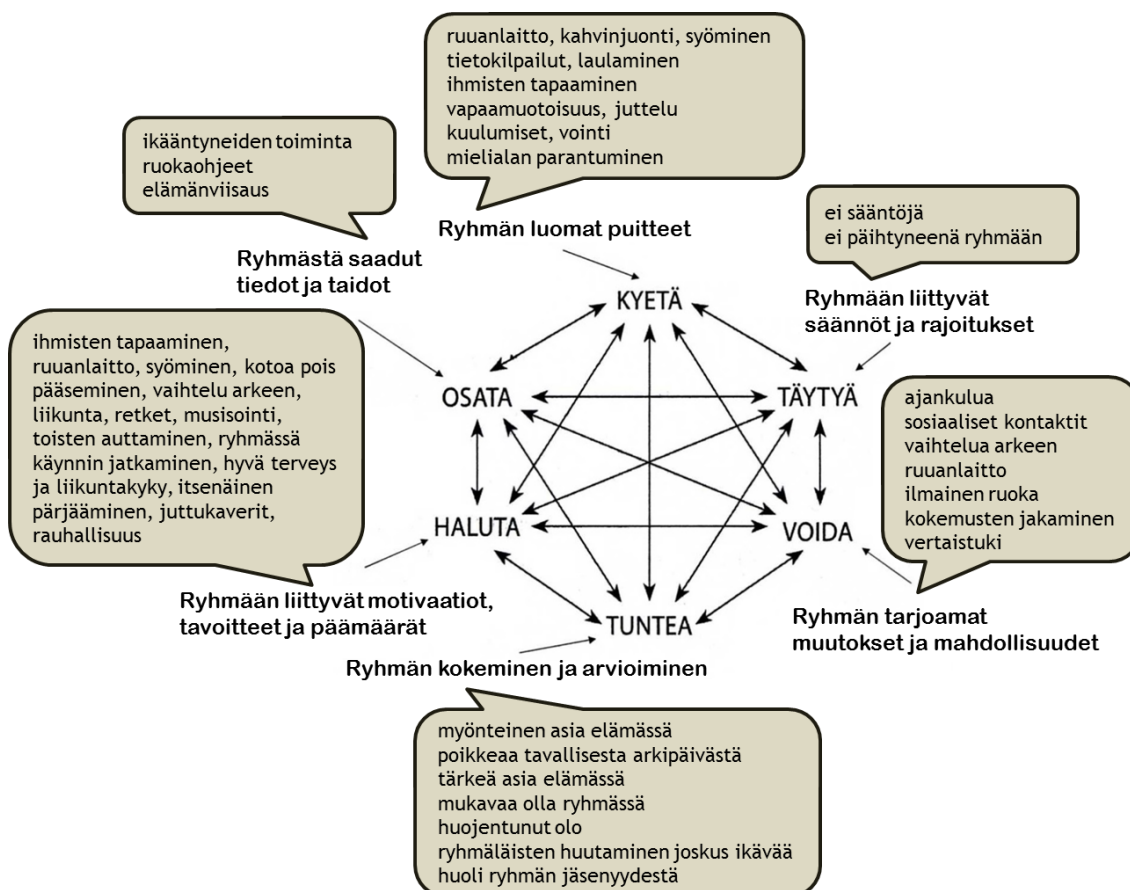 ruuanlaitto, kahvinjuonti, syöminen
tietokilpailut, laulaminen
ihmisten tapaaminen
vapaamuotoisuus, juttelu
kuulumiset, vointi
mielialan parantuminen
ikääntyneiden toiminta
ruokaohjeet
elämänviisaus
ei sääntöjä
ei päihtyneenä ryhmään
Ryhmän luomat puitteet
Ryhmästä saadut
tiedot ja taidot
Ryhmään liittyvät
säännöt ja rajoitukset
KYETÄ
ihmisten tapaaminen,
ruuanlaitto, syöminen, kotoa pois
pääseminen, vaihtelu arkeen,
liikunta, retket, musisointi,
toisten auttaminen, ryhmässä
käynnin jatkaminen, hyvä terveys
ja liikuntakyky, itsenäinen
pärjääminen, juttukaverit,
rauhallisuus
OSATA
TÄYTYÄ
ajankulua
sosiaaliset kontaktit
vaihtelua arkeen
ruuanlaitto
ilmainen ruoka
kokemusten jakaminen
vertaistuki
HALUTA
VOIDA
Ryhmään liittyvät motivaatiot,
tavoitteet ja päämäärät
TUNTEA
Ryhmän tarjoamat
muutokset ja mahdollisuudet
Ryhmän kokeminen ja arvioiminen
myönteinen asia elämässä
poikkeaa tavallisesta arkipäivästä
tärkeä asia elämässä
mukavaa olla ryhmässä
huojentunut olo
ryhmäläisten huutaminen joskus ikävää
huoli ryhmän jäsenyydestä